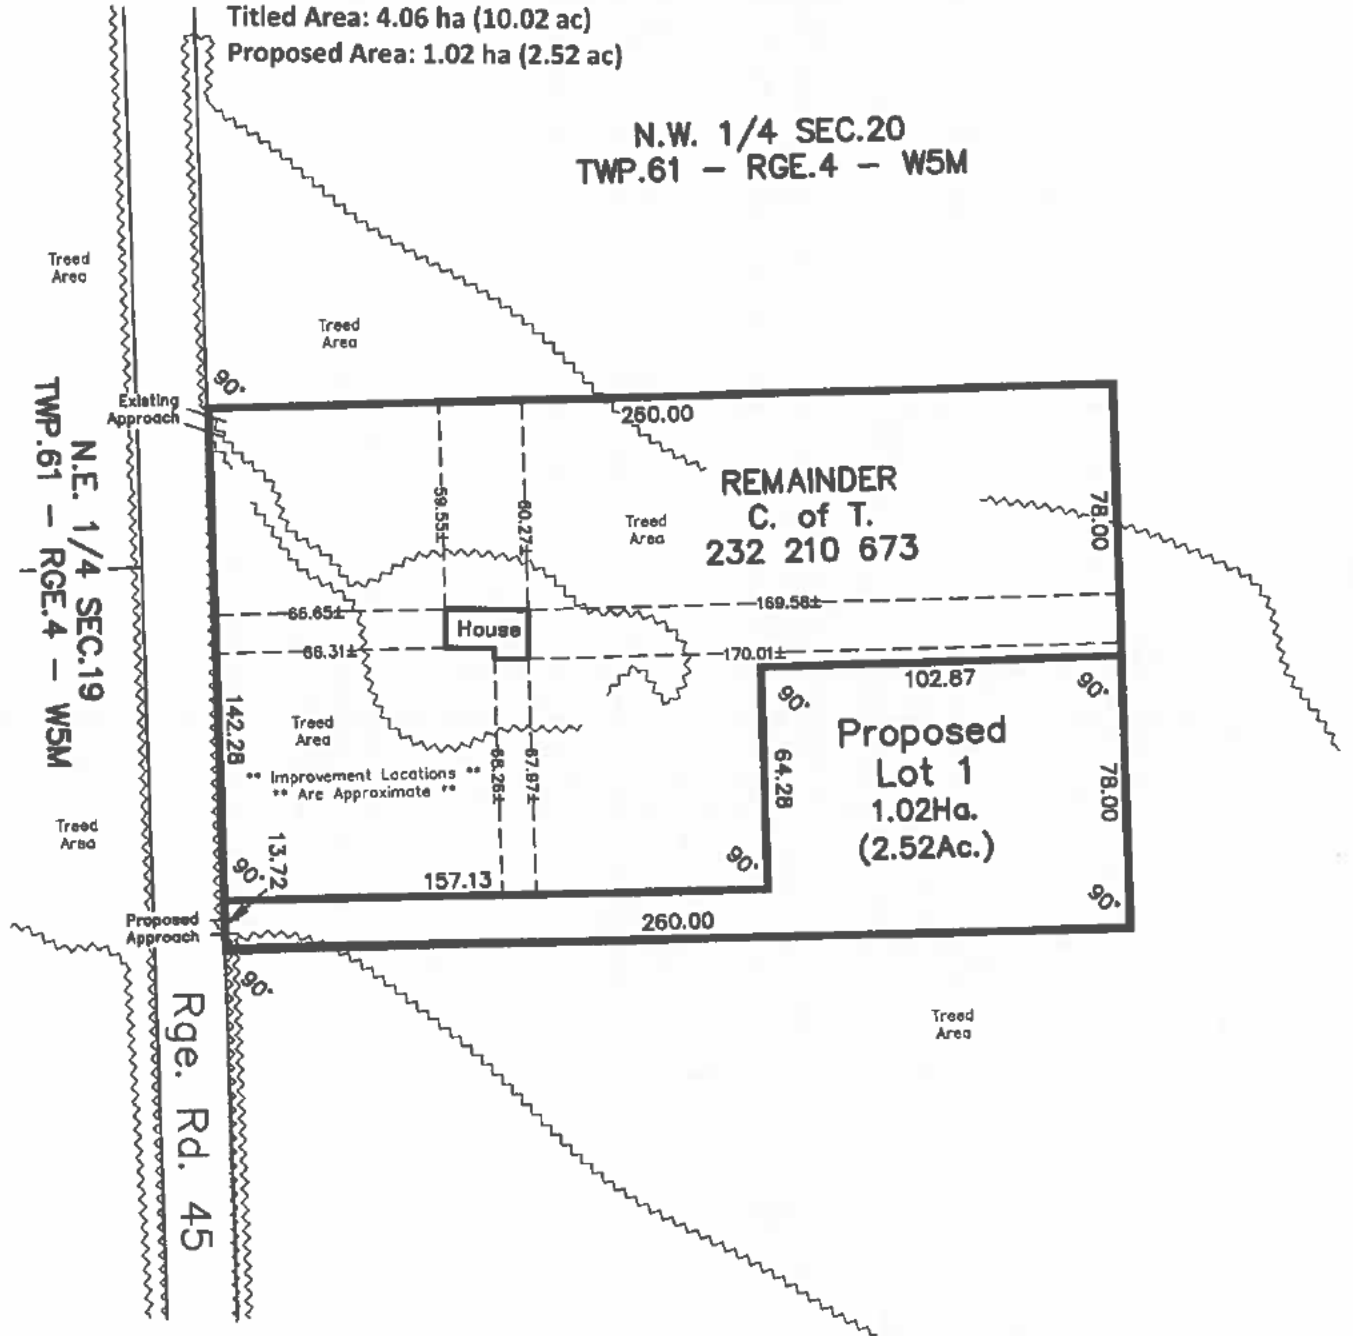 Titled Area: 4.06 ha (10.02 ac)
Proposed Area: 1.02 ha (2.52 ac)
N.W. 1/4 SEC.20
TWP.61 – RGE.4 – W5M
Treed
Area
Treed
Area
90°
Existing
Approach
260.00
N.E. 1/4 SEC.19
TWP.61 – RGE.4 – W5M
REMAINDER
C. of T.
232 210 673
59.55±
60.27±
Treed
Area
78.00
66.65±
169.58±
House
66.31±
170.01±
102.87
90°
90°
142.28
Treed
Area
Proposed
Lot 1
1.02Ha.
(2.52Ac.)
64.28
78.00
** Improvement Locations **
** Are Approximate **
68.26±
67.97±
Treed
Area
13.72
90°
157.13
90°
90°
Proposed
Approach
260.00
90°
Rge. Rd. 45
Treed
Area